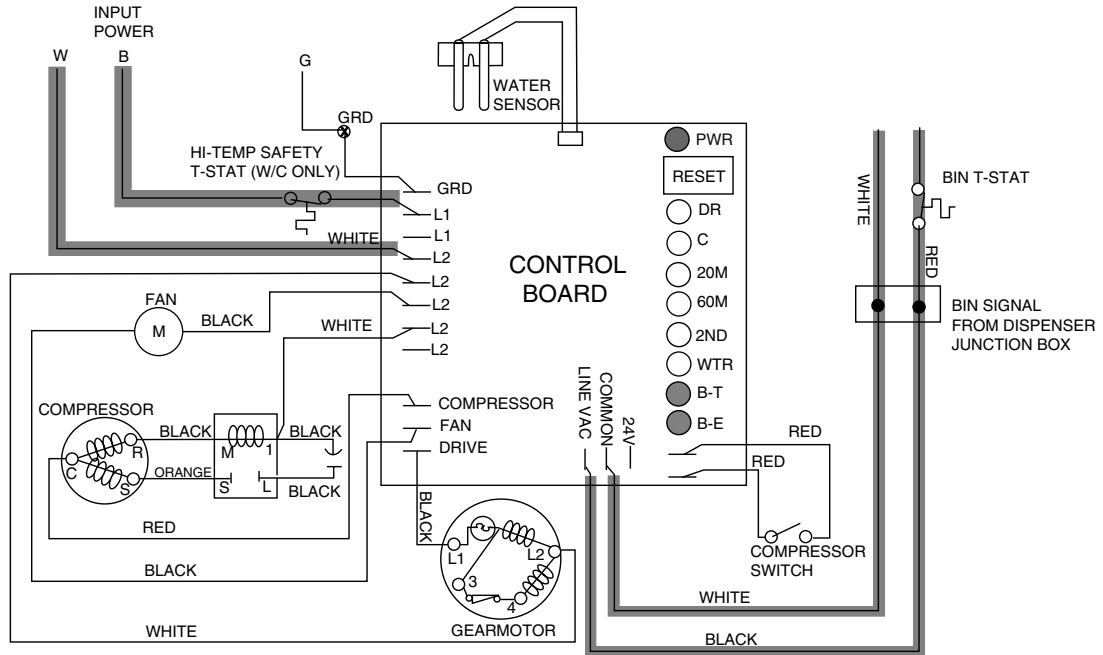 INPUT
POWER
W
B
G
GRD
WATER
SENSOR
HI-TEMP SAFETY
T-STAT (W/C ONLY)
GRD
L1
L1
WHITE
L2
L2
L2
L2
L2
FAN
M
BLACK
WHITE
CONTROL
BOARD
PWR
RESET
DR
C
20M
60M
2ND
WTR
B-T
B-E
WHITE
BIN T-STAT
RED
BIN SIGNAL
FROM DISPENSER
JUNCTION BOX
LINE VAC
COMMON
24V
COMPRESSOR
FAN
DRIVE
COMPRESSOR
R
C
S
BLACK
M
1
BLACK
ORANGE
S
L
BLACK
RED
BLACK
WHITE
BLACK
L1
L2
3
4
GEARMOTOR
RED
RED
COMPRESSOR
SWITCH
WHITE
BLACK